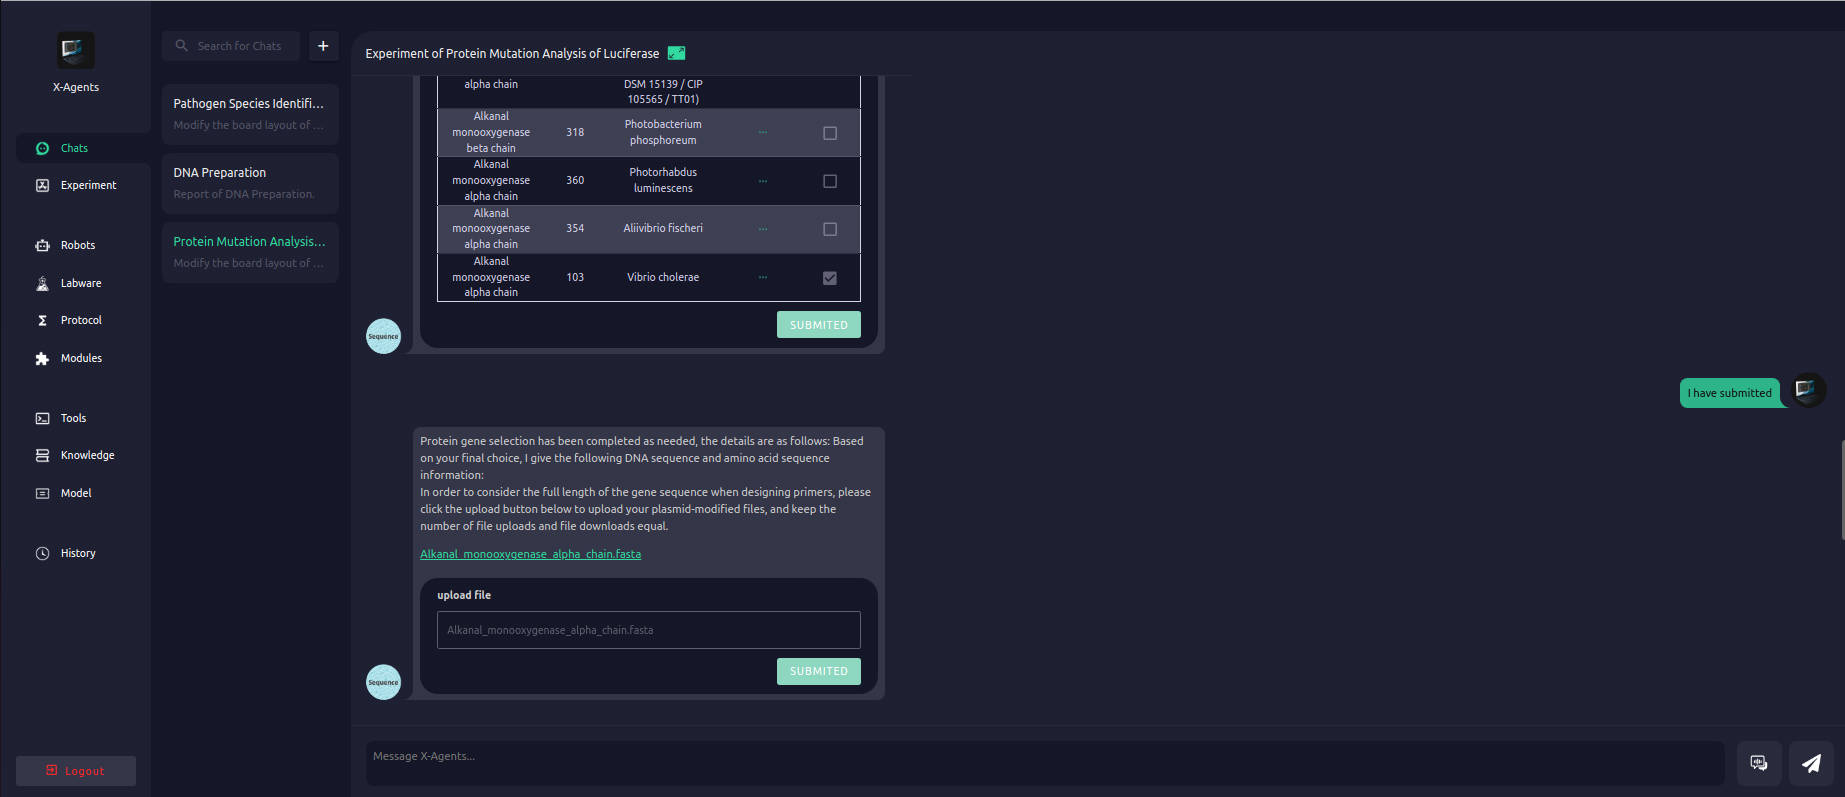 X-Agents
Chats
Experiment
Robots
Labware
Protocol
Modules
Tools
Knowledge
Model
History
Logout
Search for Chats
+
Pathogen Species Identifi...
Modify the board layout of ...
DNA Preparation
Report of DNA Preparation.
Protein Mutation Analysis...
Modify the board layout of ...
Experiment of Protein Mutation Analysis of Luciferase
alpha chain
DSM 15139 / CIP
105565 / TT01)
Alkanal
monooxygenase
beta chain
318
Photobacterium
phosphoreum
...
Alkanal
monooxygenase
alpha chain
360
Photorhabdus
luminescens
...
Alkanal
monooxygenase
alpha chain
354
Aliivibrio fischeri
...
Alkanal
monooxygenase
alpha chain
103
Vibrio cholerae
...
SUBMITED
Sequence
I have submitted
Protein gene selection has been completed as needed, the details are as follows: Based
on your final choice, I give the following DNA sequence and amino acid sequence
information:
In order to consider the full length of the gene sequence when designing primers, please
click the upload button below to upload your plasmid-modified files, and keep the
number of file uploads and file downloads equal.
Alkanal_monooxygenase_alpha_chain.fasta
upload file
Alkanal_monooxygenase_alpha_chain.fasta
SUBMITED
Sequence
Message X-Agents...